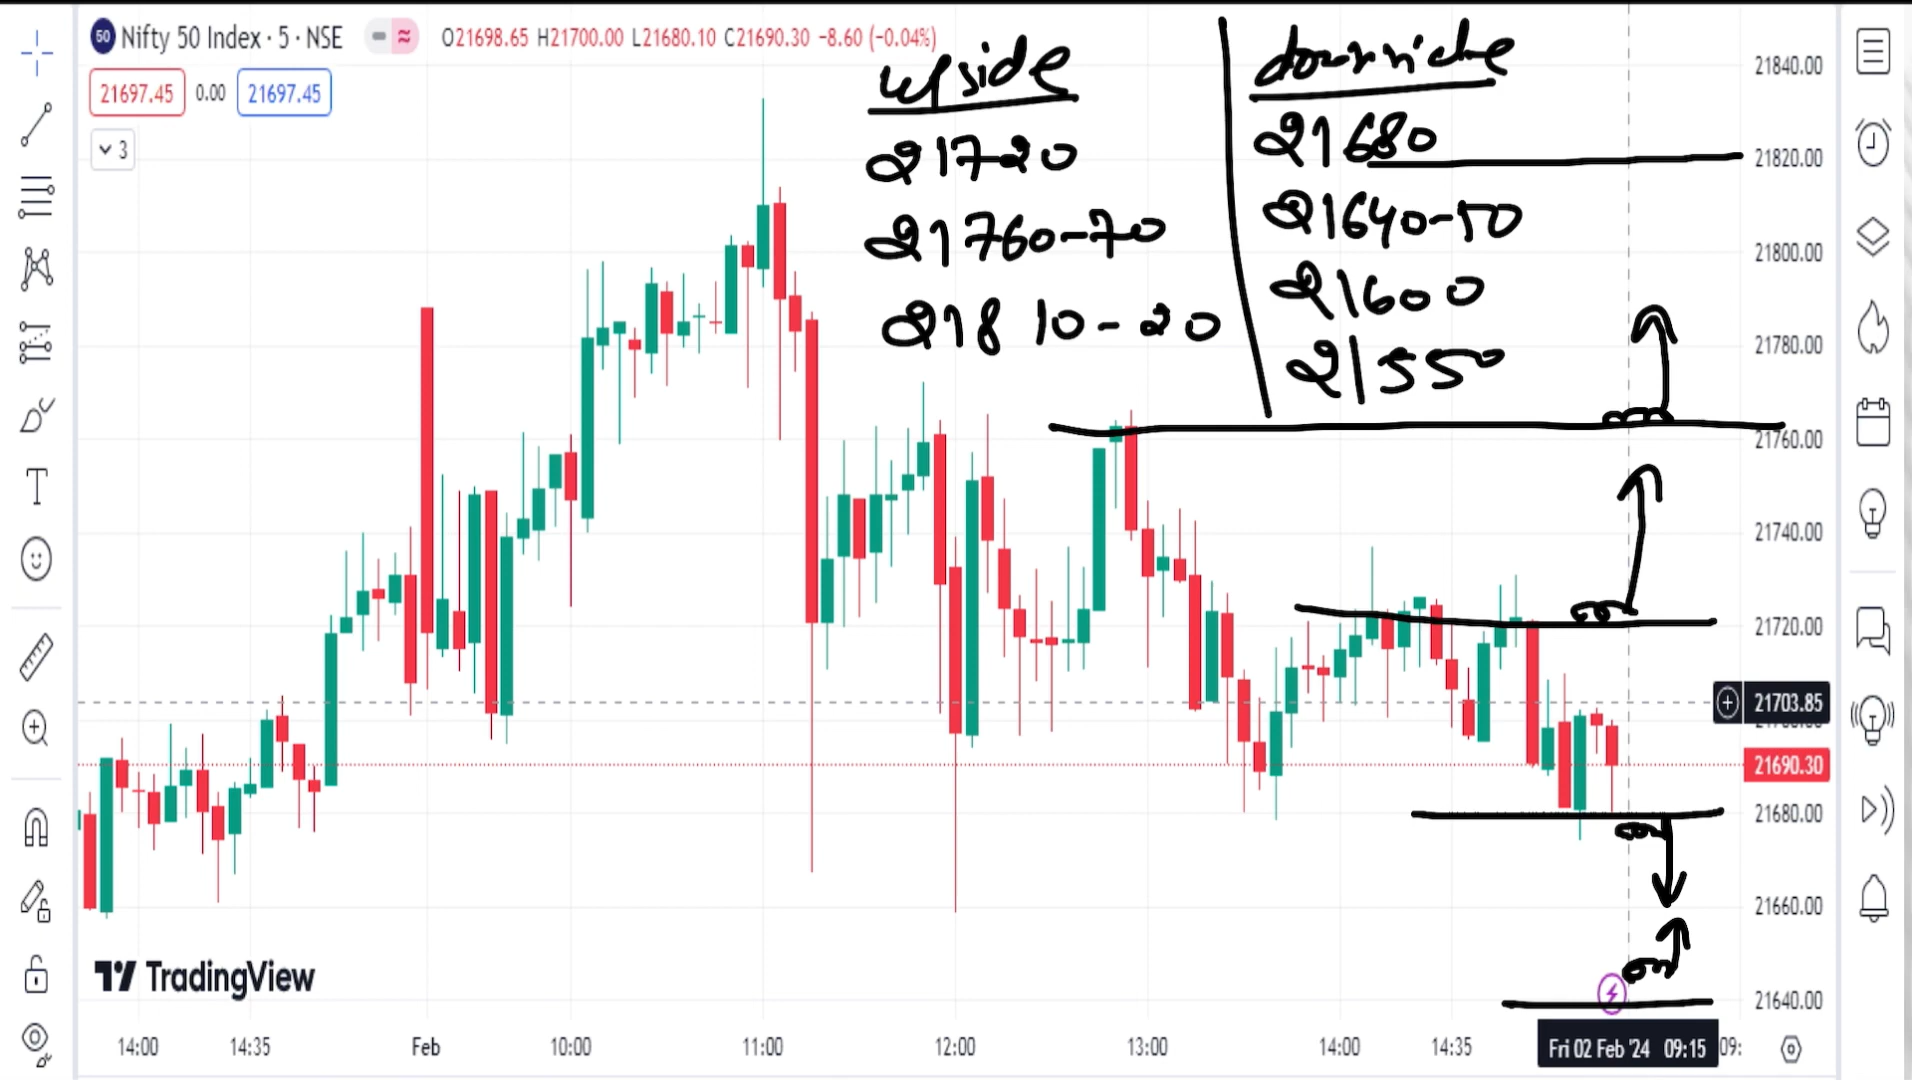 50 Nifty 50 Index · 5 · NSE
O21698.65 H21700.00 L21680.10 C21690.30 −8.60 (−0.04%)
21697.45 0.00 21697.45
3
upside
21720
21760-70
21810-20
downside
21680
21640-50
21600
21550
21840.00
21820.00
21800.00
21780.00
21760.00
21740.00
21720.00
21703.85
21690.30
21680.00
21660.00
21640.00
TradingView
14:00 14:35 Feb 10:00 11:00 12:00 13:00 14:00 14:35 Fri 02 Feb '24 09:15 09: